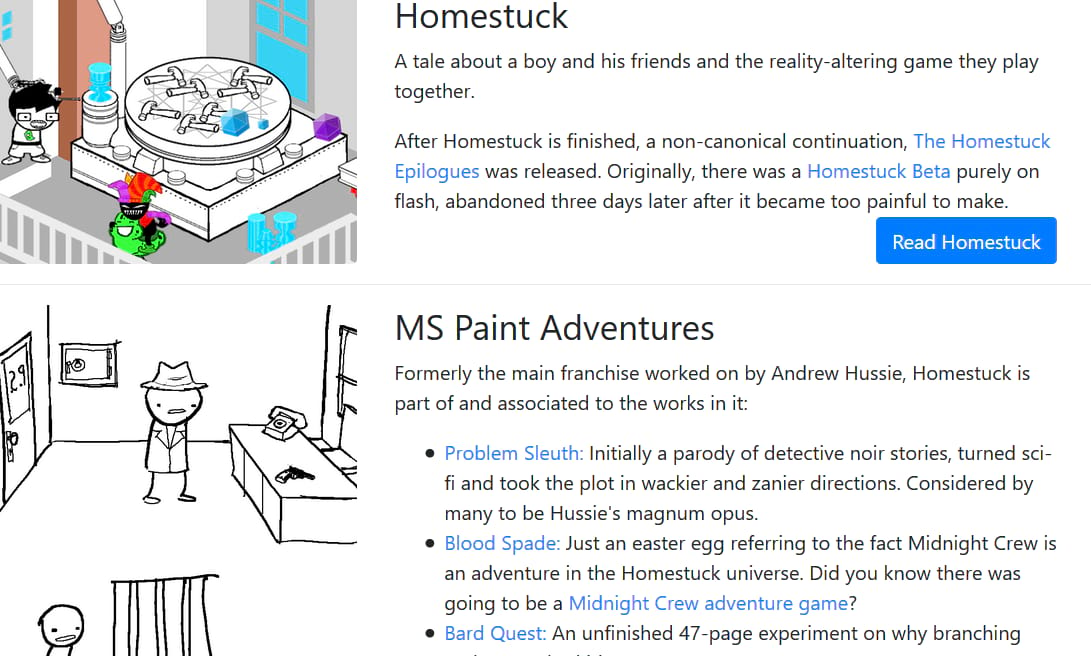 Homestuck
A tale about a boy and his friends and the reality-altering game they play
together.
After Homestuck is finished, a non-canonical continuation, The Homestuck
Epilogues was released. Originally, there was a Homestuck Beta purely on
flash, abandoned three days later after it became too painful to make.
Read Homestuck
29
MS Paint Adventures
Formerly the main franchise worked on by Andrew Hussie, Homestuck is
part of and associated to the works in it:
Problem Sleuth: Initially a parody of detective noir stories, turned sci-
fi and took the plot in wackier and zanier directions. Considered by
many to be Hussie's magnum opus.
Blood Spade: Just an easter egg referring to the fact Midnight Crew is
an adventure in the Homestuck universe. Did you know there was
going to be a Midnight Crew adventure game?
Bard Quest: An unfinished 47-page experiment on why branching